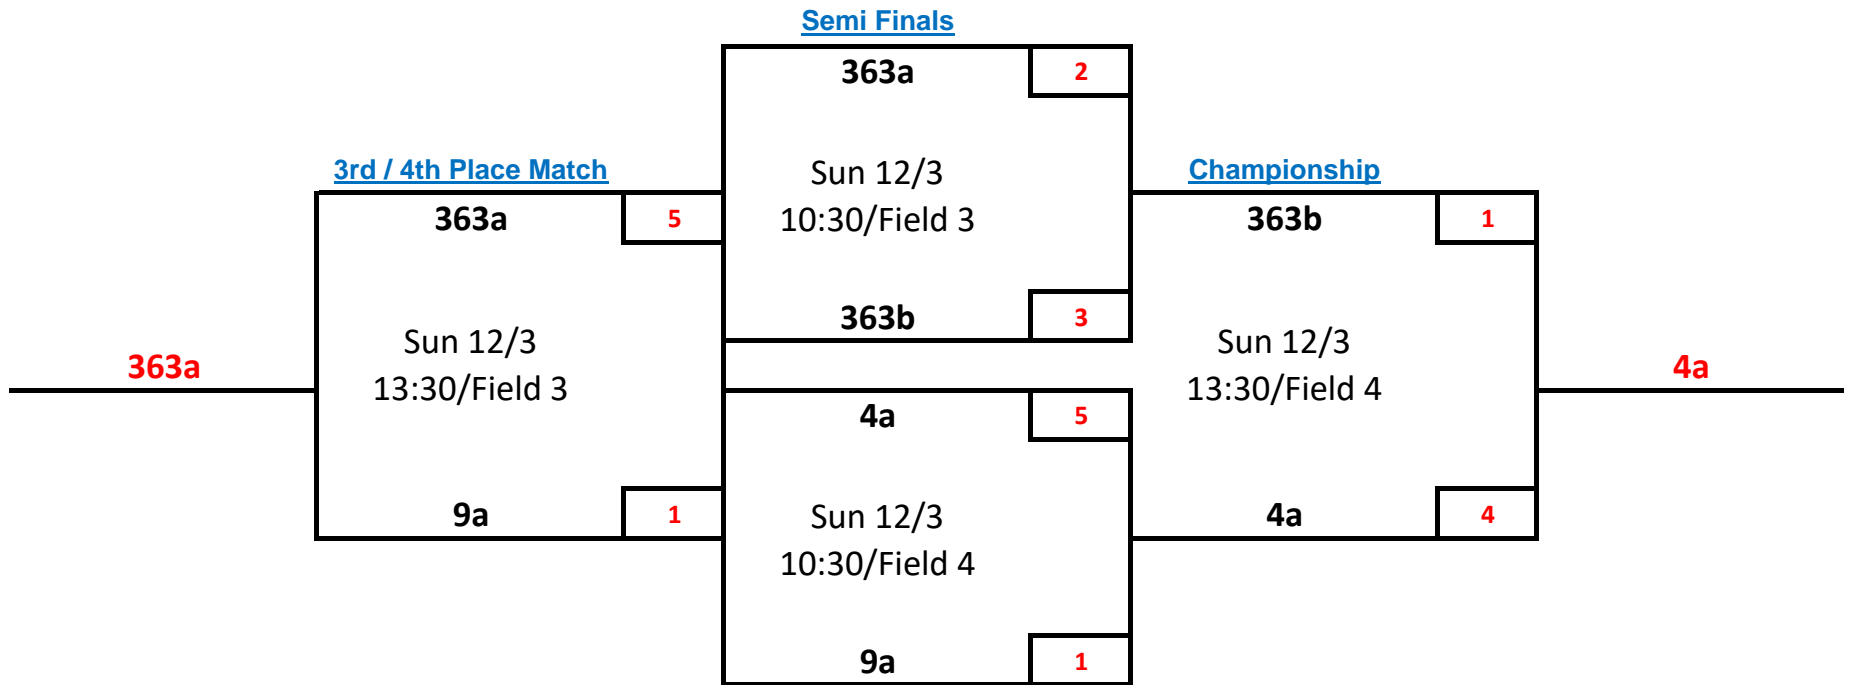 Semi Finals
363a 2
Sun 12/3
10:30/Field 3
363b 3
3rd / 4th Place Match
363a 5
Sun 12/3
13:30/Field 3
9a 1
363a
4a 5
Sun 12/3
10:30/Field 4
9a 1
Championship
363b 1
Sun 12/3
13:30/Field 4
4a 4
4a